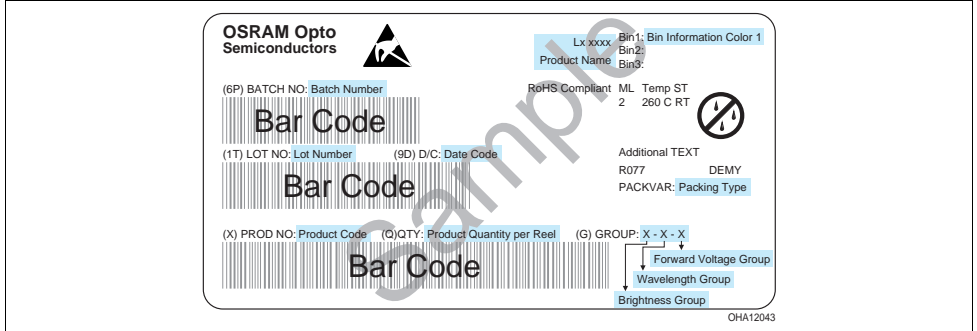 OSRAM Opto
Semiconductors
Lx xxxx
Product Name
Bin1: Bin Information Color 1
Bin2:
Bin3:
(6P) BATCH NO: Batch Number
Bar Code
RoHS Compliant ML Temp ST
2 260 C RT
(1T) LOT NO: Lot Number (9D) D/C: Date Code
Bar Code
Additional TEXT
R077 DEMY
PACKVAR: Packing Type
(X) PROD NO: Product Code (Q)QTY: Product Quantity per Reel (G) GROUP: X - X - X
Bar Code
Forward Voltage Group
Wavelength Group
Brightness Group
Sample
OHA12043